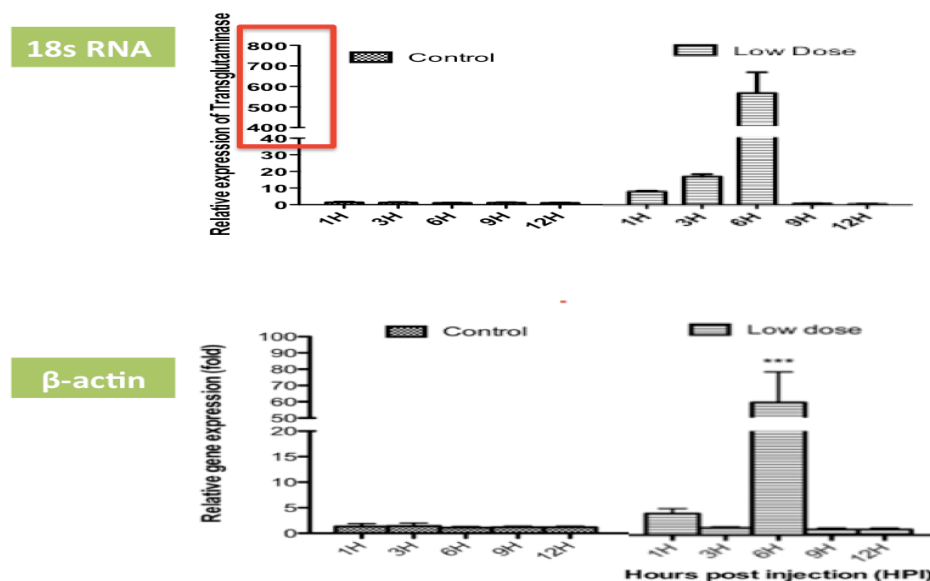 18s RNA
Relative expression of Transglutaminase
800
700
600
500
400
40
30
20
10
0
Control
Low Dose
1H 3H 6H 9H 12H 1H 3H 6H 9H 12H
β-actin
Relative gene expression (fold)
100
90
80
70
60
50
20
15
10
5
0
Control
Low dose
***
1H 3H 6H 9H 12H 1H 3H 6H 9H 12H
Hours post injection (HPI)